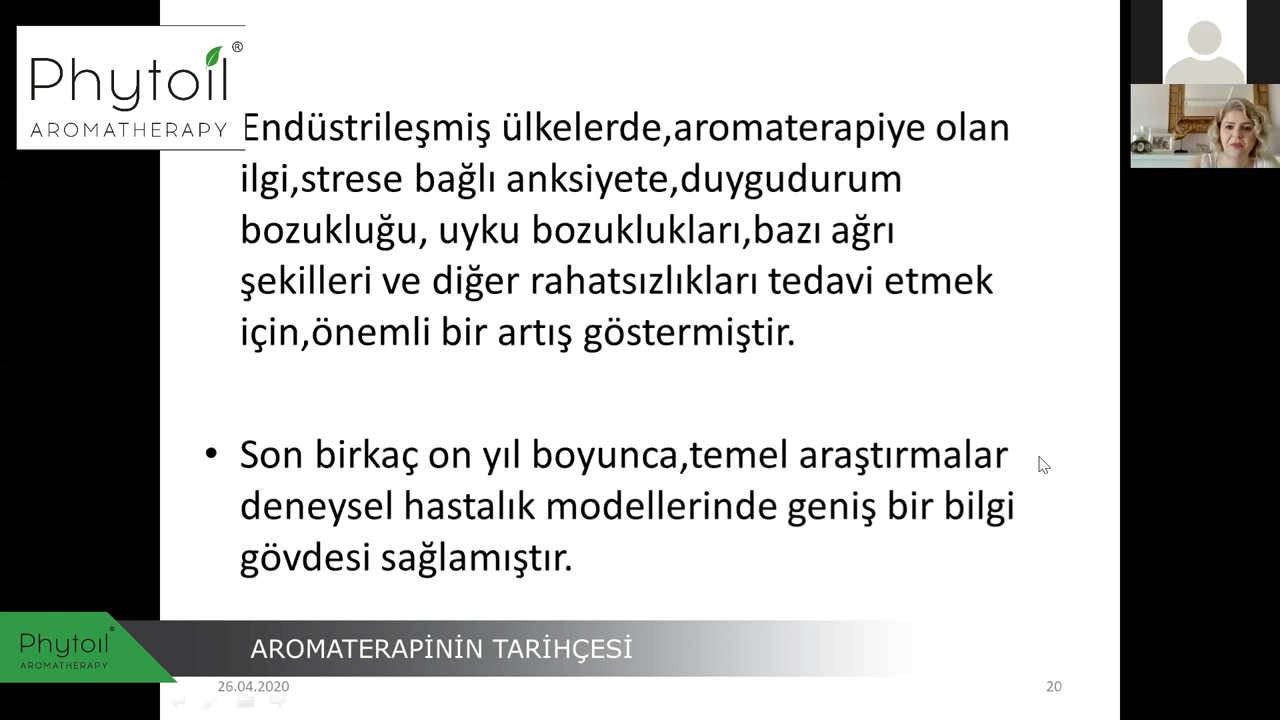 Phytoil®
AROMATHERAPY
Endüstrileşmiş ülkelerde,aromaterapiye olan
ilgi,strese bağlı anksiyete,duygudurum
bozukluğu, uyku bozuklukları,bazı ağrı
şekilleri ve diğer rahatsızlıkları tedavi etmek
için,önemli bir artış göstermiştir.
• Son birkaç on yıl boyunca,temel araştırmalar
deneysel hastalık modellerinde geniş bir bilgi
gövdesi sağlamıştır.
Phytoil
AROMATHERAPY
AROMATERAPİNİN TARİHÇESİ
26.04.2020
20